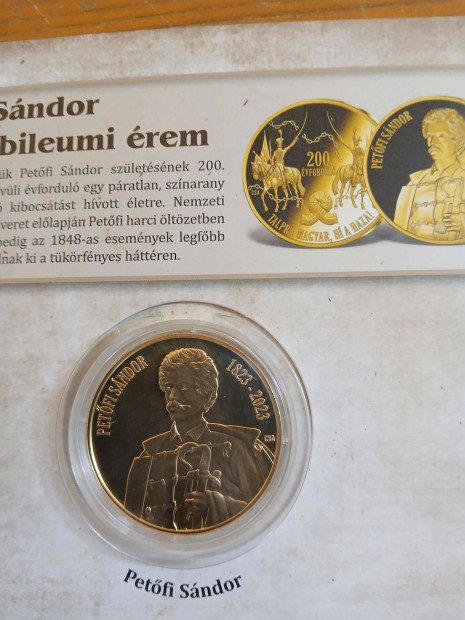 Sándor
bileumi érem
ük Petőfi Sándor születésének 200.
vüli évforduló egy páratlan, színarany
ó kibocsátást hívott életre. Nemzeti
veret előlapján Petőfi harci öltözetben
pedig az 1848-as események legfőbb
lnak ki a tükörfényes háttéren.
200
ÉVFORDULÓ
TALPRA MAGYAR, HÍ A HAZA!
PETŐFI SÁNDOR
PETŐFI SÁNDOR
1823-2023
CSA
Petőfi Sándor